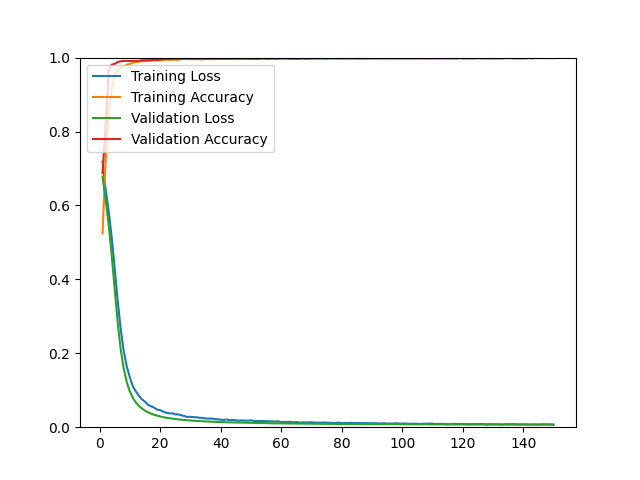 1.0
0.8
0.6
0.4
0.2
0.0
Training Loss
Training Accuracy
Validation Loss
Validation Accuracy
0 20 40 60 80 100 120 140